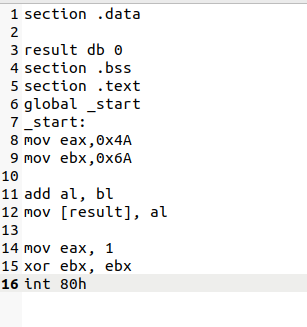 1 section .data
2
3 result db 0
4 section .bss
5 section .text
6 global _start
7 _start:
8 mov eax,0x4A
9 mov ebx,0x6A
10
11 add al, bl
12 mov [result], al
13
14 mov eax, 1
15 xor ebx, ebx
16 int 80h